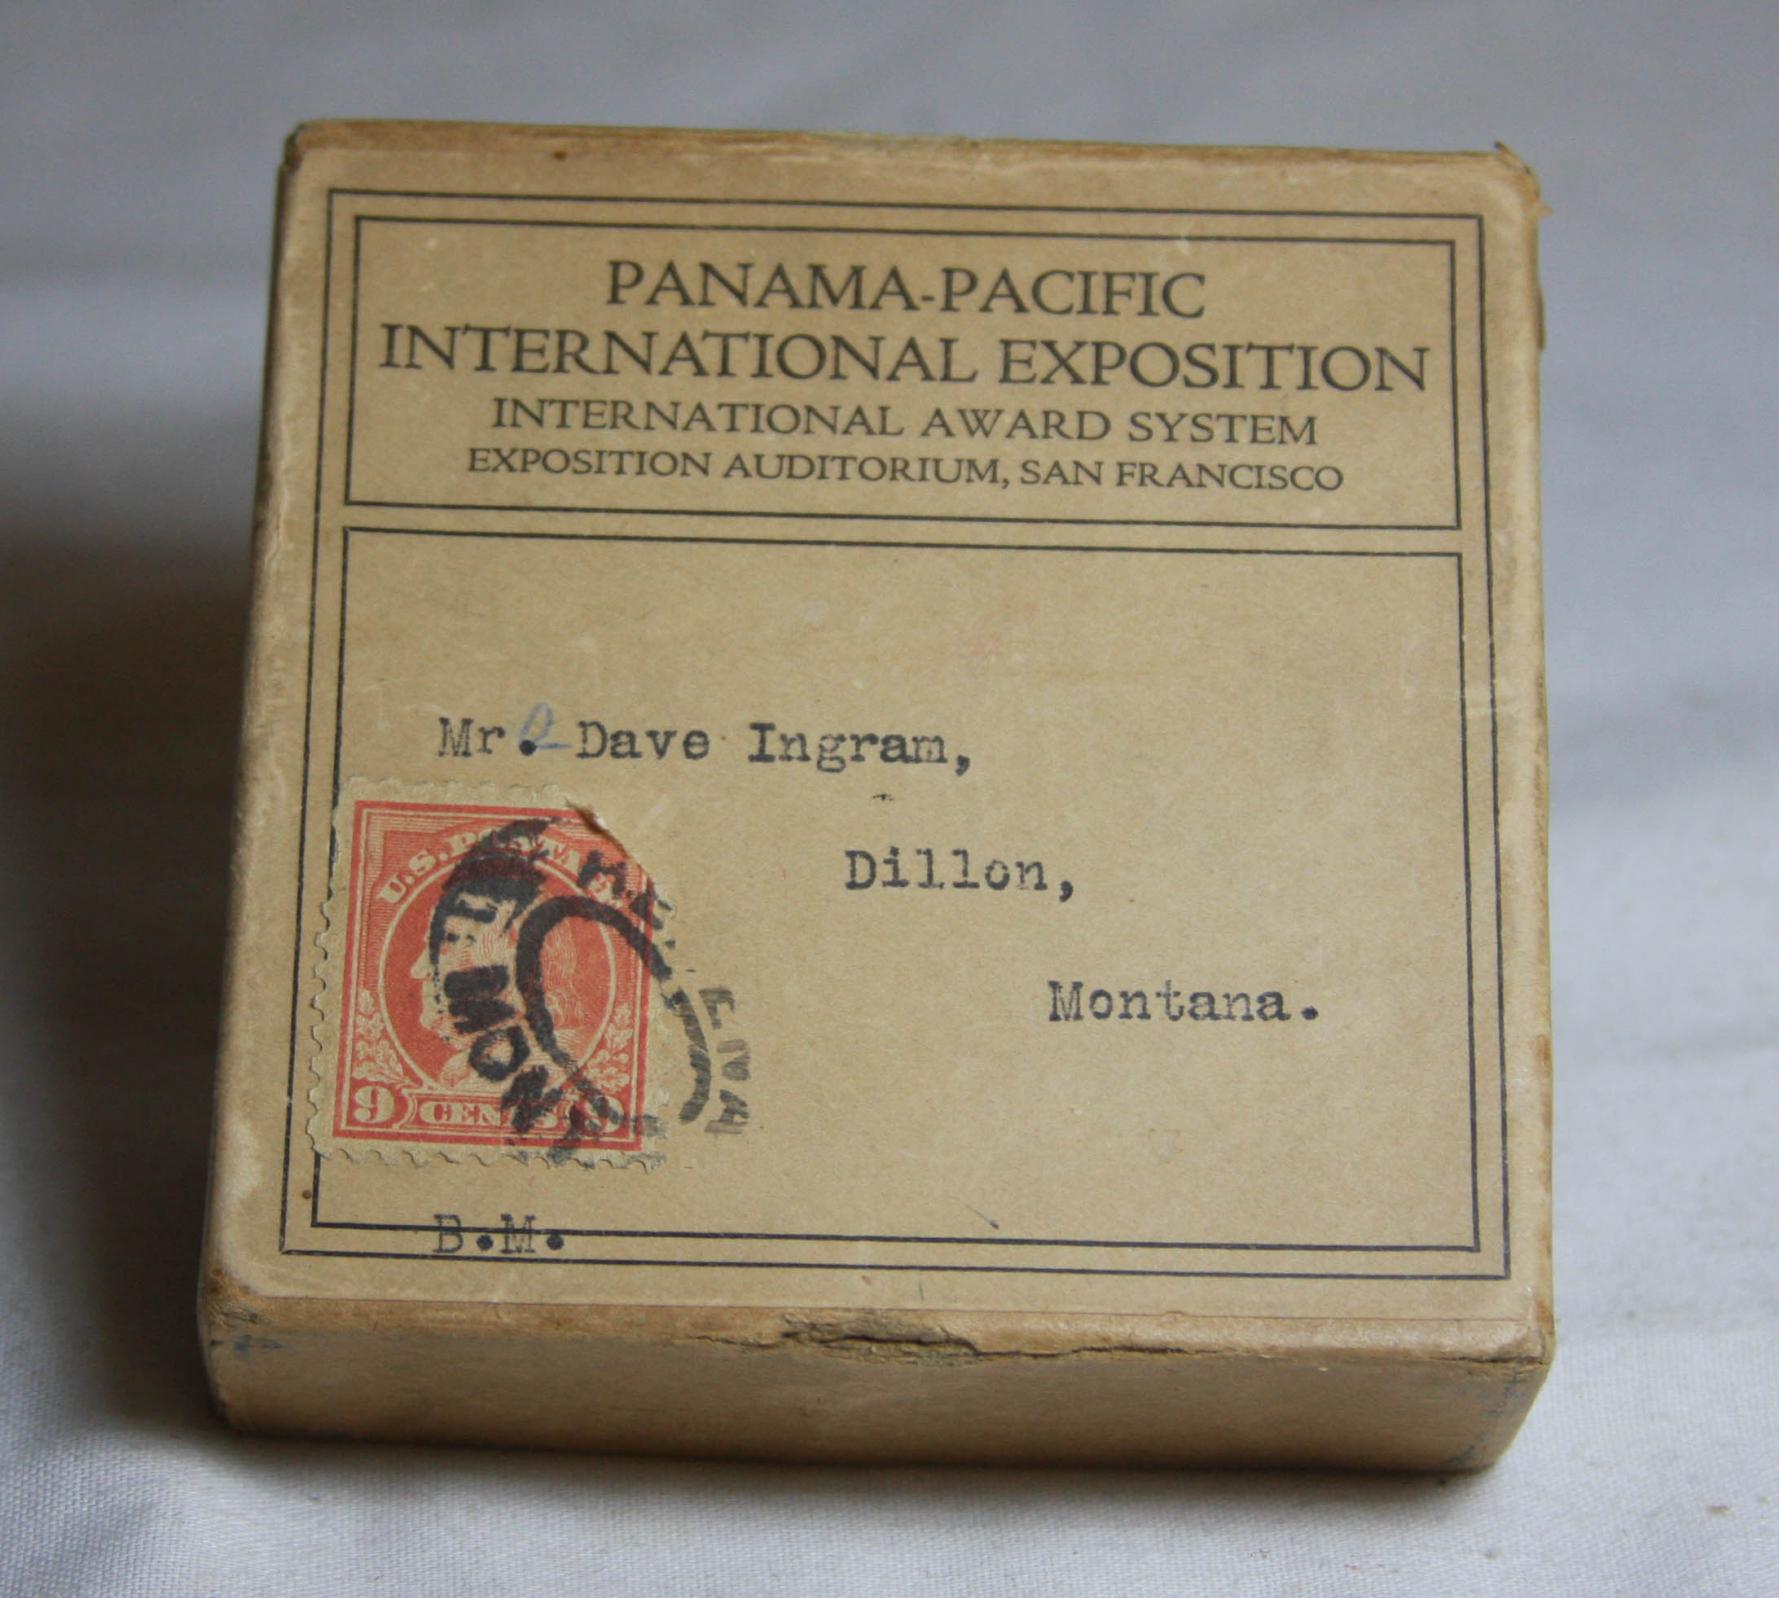 PANAMA-PACIFIC
INTERNATIONAL EXPOSITION
INTERNATIONAL AWARD SYSTEM
EXPOSITION AUDITORIUM, SAN FRANCISCO
Mr. Dave Ingram,
Dillon,
Montana.
U.S. POSTAGE
9 CENTS 9
B.M.